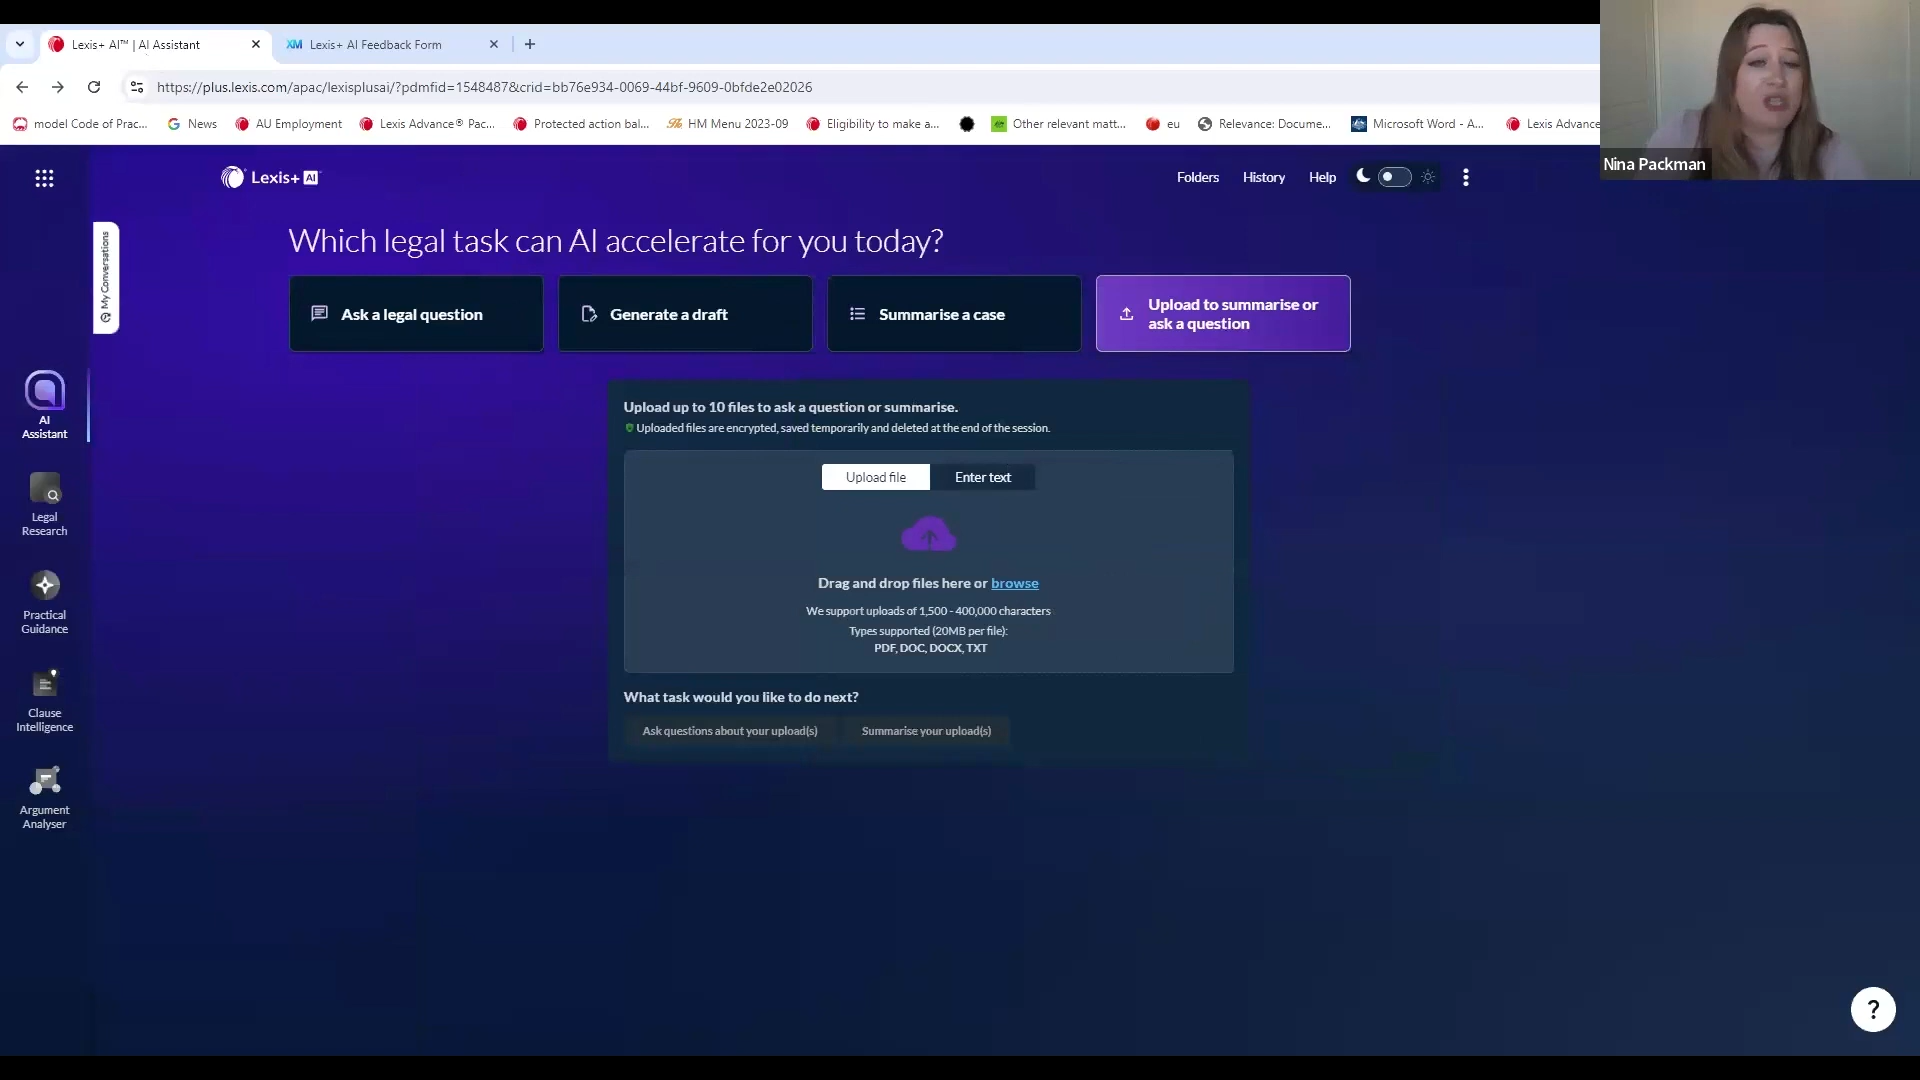 Lexis+ AI™ | AI Assistant
XM Lexis+ AI Feedback Form
https://plus.lexis.com/apac/lexisplusai/?pdmfid=1548487&crid=bb76e934-0069-44bf-9609-0bfde2e02026
model Code of Prac...
News
AU Employment
Lexis Advance® Pac...
Protected action bal...
HM Menu 2023-09
Eligibility to make a...
Other relevant matt...
eu
Relevance: Docume...
Microsoft Word - A...
Lexis Advance
Nina Packman
Lexis+ AI
Folders
History
Help
My Conversations
Which legal task can AI accelerate for you today?
Ask a legal question
Generate a draft
Summarise a case
Upload to summarise or
ask a question
AI
Assistant
Legal
Research
Practical
Guidance
Clause
Intelligence
Argument
Analyser
Upload up to 10 files to ask a question or summarise.
Uploaded files are encrypted, saved temporarily and deleted at the end of the session.
Upload file
Enter text
Drag and drop files here or browse
We support uploads of 1,500 - 400,000 characters
Types supported (20MB per file):
PDF, DOC, DOCX, TXT
What task would you like to do next?
Ask questions about your upload(s)
Summarise your upload(s)
?